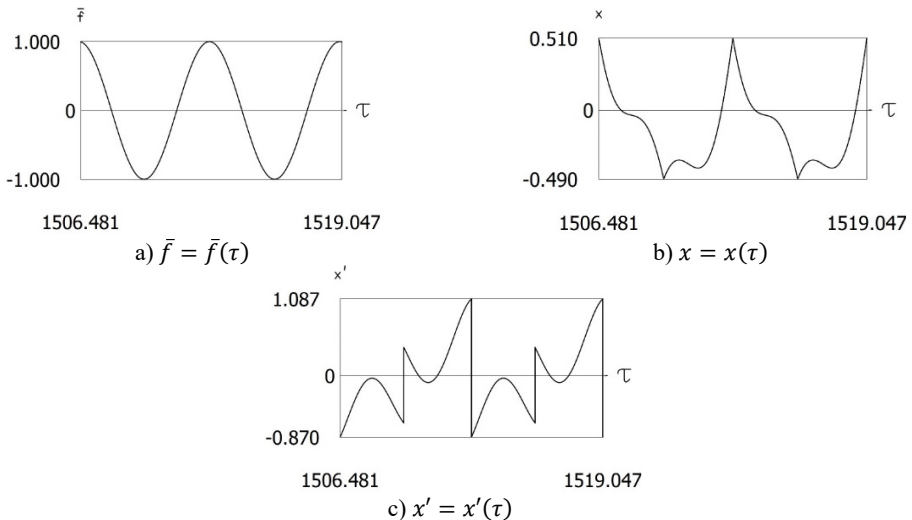 f̄
1.000
0
-1.000
τ
1506.481 1519.047
a) f̄ = f̄(τ)
x
0.510
0
-0.490
τ
1506.481 1519.047
b) x = x(τ)
x'
1.087
0
-0.870
τ
1506.481 1519.047
c) x′ = x′(τ)